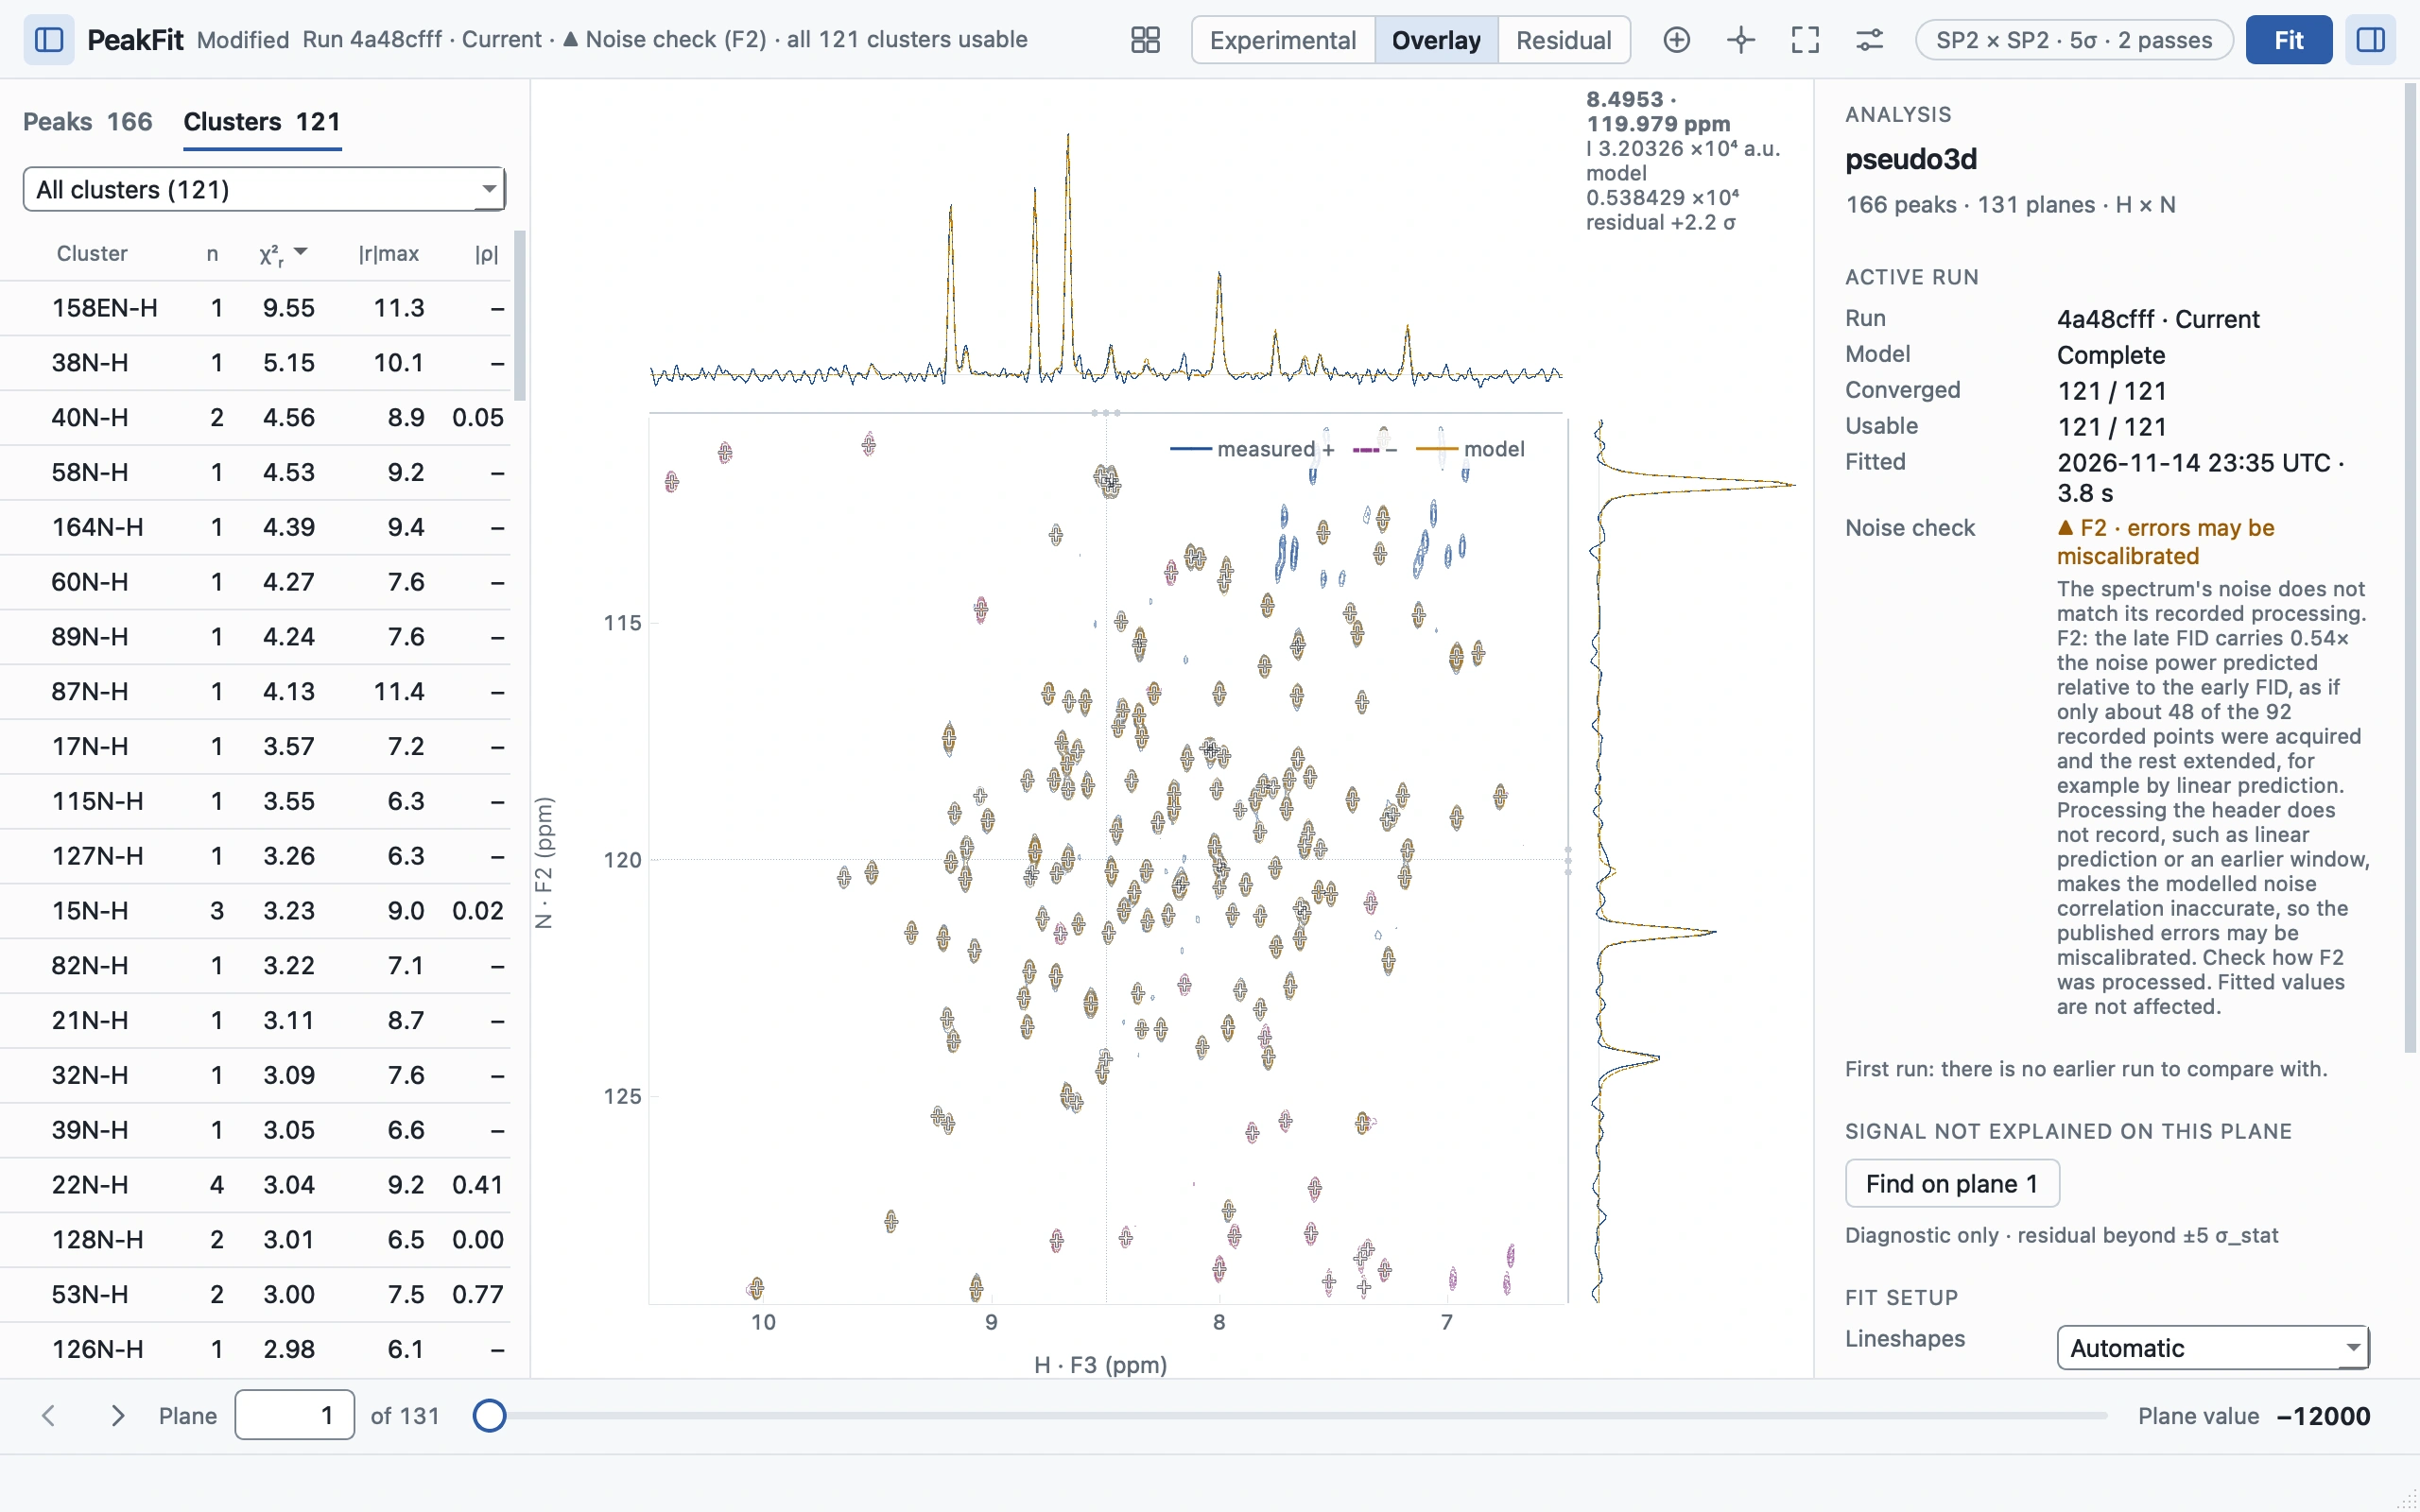 PeakFit Modified Run 4a48cfff · Current · ▲ Noise check (F2) · all 121 clusters usable
Experimental Overlay Residual
SP2 × SP2 · 5σ · 2 passes
Fit
Peaks 166 Clusters 121
All clusters (121)
Cluster n χ²r |r|max |ρ|
158EN-H 1 9.55 11.3 –
38N-H 1 5.15 10.1 –
40N-H 2 4.56 8.9 0.05
58N-H 1 4.53 9.2 –
164N-H 1 4.39 9.4 –
60N-H 1 4.27 7.6 –
89N-H 1 4.24 7.6 –
87N-H 1 4.13 11.4 –
17N-H 1 3.57 7.2 –
115N-H 1 3.55 6.3 –
127N-H 1 3.26 6.3 –
15N-H 3 3.23 9.0 0.02
82N-H 1 3.22 7.1 –
21N-H 1 3.11 8.7 –
32N-H 1 3.09 7.6 –
39N-H 1 3.05 6.6 –
22N-H 4 3.04 9.2 0.41
128N-H 2 3.01 6.5 0.00
53N-H 2 3.00 7.5 0.77
126N-H 1 2.98 6.1 –
8.4953 ·
119.979 ppm
I 3.20326 ×10⁴ a.u.
model
0.538429 ×10⁴
residual +2.2 σ
measured + – model
115
120
125
N · F2 (ppm)
10 9 8 7
H · F3 (ppm)
ANALYSIS
pseudo3d
166 peaks · 131 planes · H × N
ACTIVE RUN
Run 4a48cfff · Current
Model Complete
Converged 121 / 121
Usable 121 / 121
Fitted 2026-11-14 23:35 UTC ·
3.8 s
Noise check ▲ F2 · errors may be
miscalibrated
The spectrum's noise does not
match its recorded processing.
F2: the late FID carries 0.54×
the noise power predicted
relative to the early FID, as if
only about 48 of the 92
recorded points were acquired
and the rest extended, for
example by linear prediction.
Processing the header does
not record, such as linear
prediction or an earlier window,
makes the modelled noise
correlation inaccurate, so the
published errors may be
miscalibrated. Check how F2
was processed. Fitted values
are not affected.
First run: there is no earlier run to compare with.
SIGNAL NOT EXPLAINED ON THIS PLANE
Find on plane 1
Diagnostic only · residual beyond ±5 σ_stat
FIT SETUP
Lineshapes Automatic
Plane 1 of 131
Plane value −12000